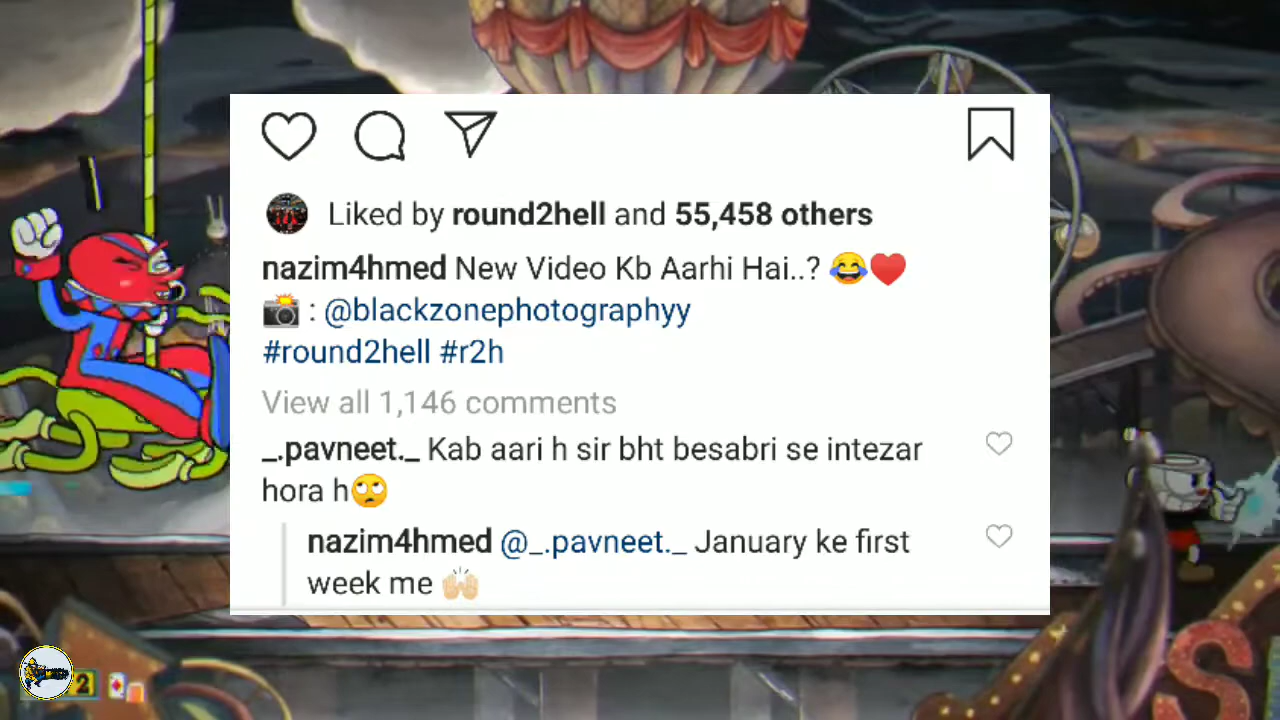 Liked by round2hell and 55,458 others
nazim4hmed New Video Kb Aarhi Hai..? 😂♥️
📸 : @blackzonephotographyy
#round2hell #r2h
View all 1,146 comments
_.pavneet._ Kab aari h sir bht besabri se intezar
hora h🙄
nazim4hmed @_.pavneet._ January ke first
week me 🙌🏻
2
S